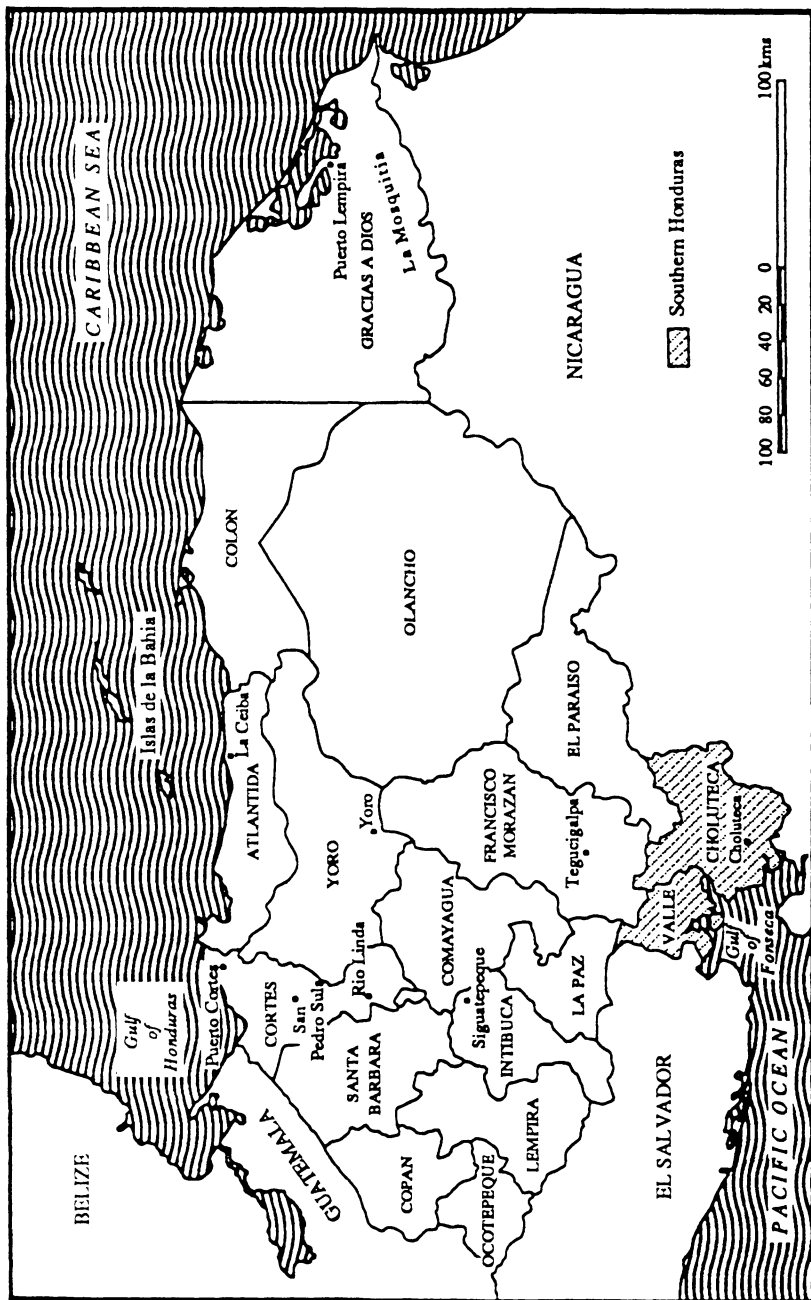 BELIZE
CARIBBEAN SEA
Gulf
of
Honduras
Islas de la Bahia
Puerto Cortes
La Ceiba
GUATEMALA
CORTES
San
Pedro Sula
ATLANTIDA
COLON
Puerto Lempira
GRACIAS A DIOS
La Mosquitia
SANTA
BARBARA
Rio Linda
YORO
Yoro
OLANCHO
COPAN
OCOTEPEQUE
LEMPIRA
Siguatepeque
INTIBUCA
COMAYAGUA
FRANCISCO
MORAZAN
Tegucigalpa
LA PAZ
EL PARAISO
NICARAGUA
EL SALVADOR
VALLE
CHOLUTECA
Choluteca
Gulf
of
Fonseca
PACIFIC OCEAN
Southern Honduras
100 80 60 40 20 0 100 kms